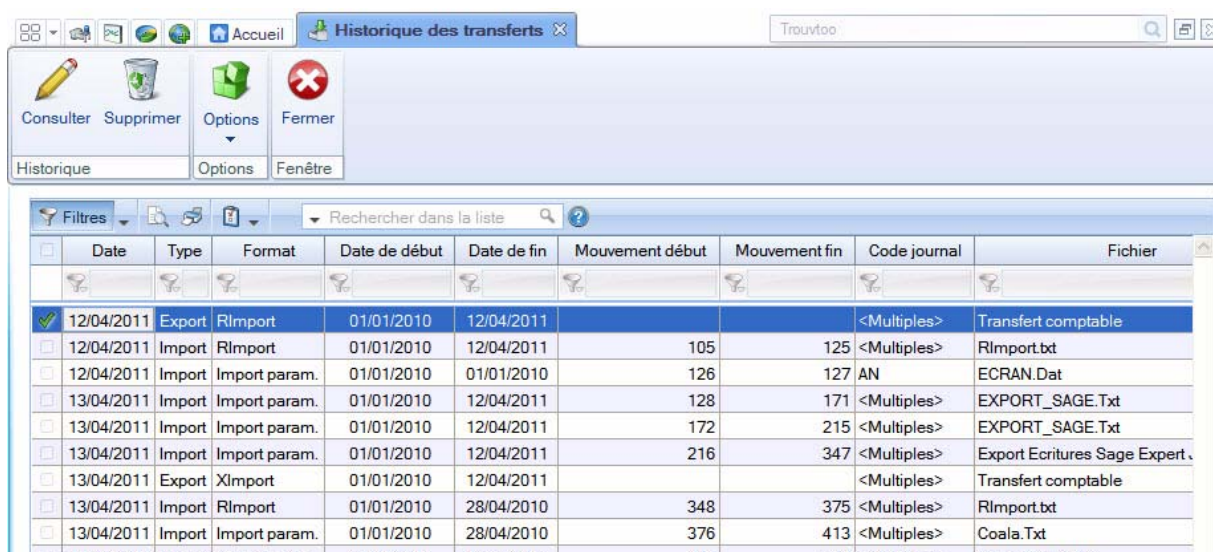 Accueil Historique des transferts Trouvtoo
Consulter Supprimer Options Fermer
Historique Options Fenêtre
Filtres Rechercher dans la liste
Date Type Format Date de début Date de fin Mouvement début Mouvement fin Code journal Fichier
12/04/2011 Export RImport 01/01/2010 12/04/2011 <Multiples> Transfert comptable
12/04/2011 Import RImport 01/01/2010 12/04/2011 105 125 <Multiples> RImport.txt
12/04/2011 Import Import param. 01/01/2010 01/01/2010 126 127 AN ECRAN.Dat
13/04/2011 Import Import param. 01/01/2010 12/04/2011 128 171 <Multiples> EXPORT_SAGE.Txt
13/04/2011 Import Import param. 01/01/2010 12/04/2011 172 215 <Multiples> EXPORT_SAGE.Txt
13/04/2011 Import Import param. 01/01/2010 12/04/2011 216 347 <Multiples> Export Ecritures Sage Expert
13/04/2011 Export XImport 01/01/2010 12/04/2011 <Multiples> Transfert comptable
13/04/2011 Import RImport 01/01/2010 28/04/2010 348 375 <Multiples> RImport.txt
13/04/2011 Import Import param. 01/01/2010 28/04/2010 376 413 <Multiples> Coala.Txt